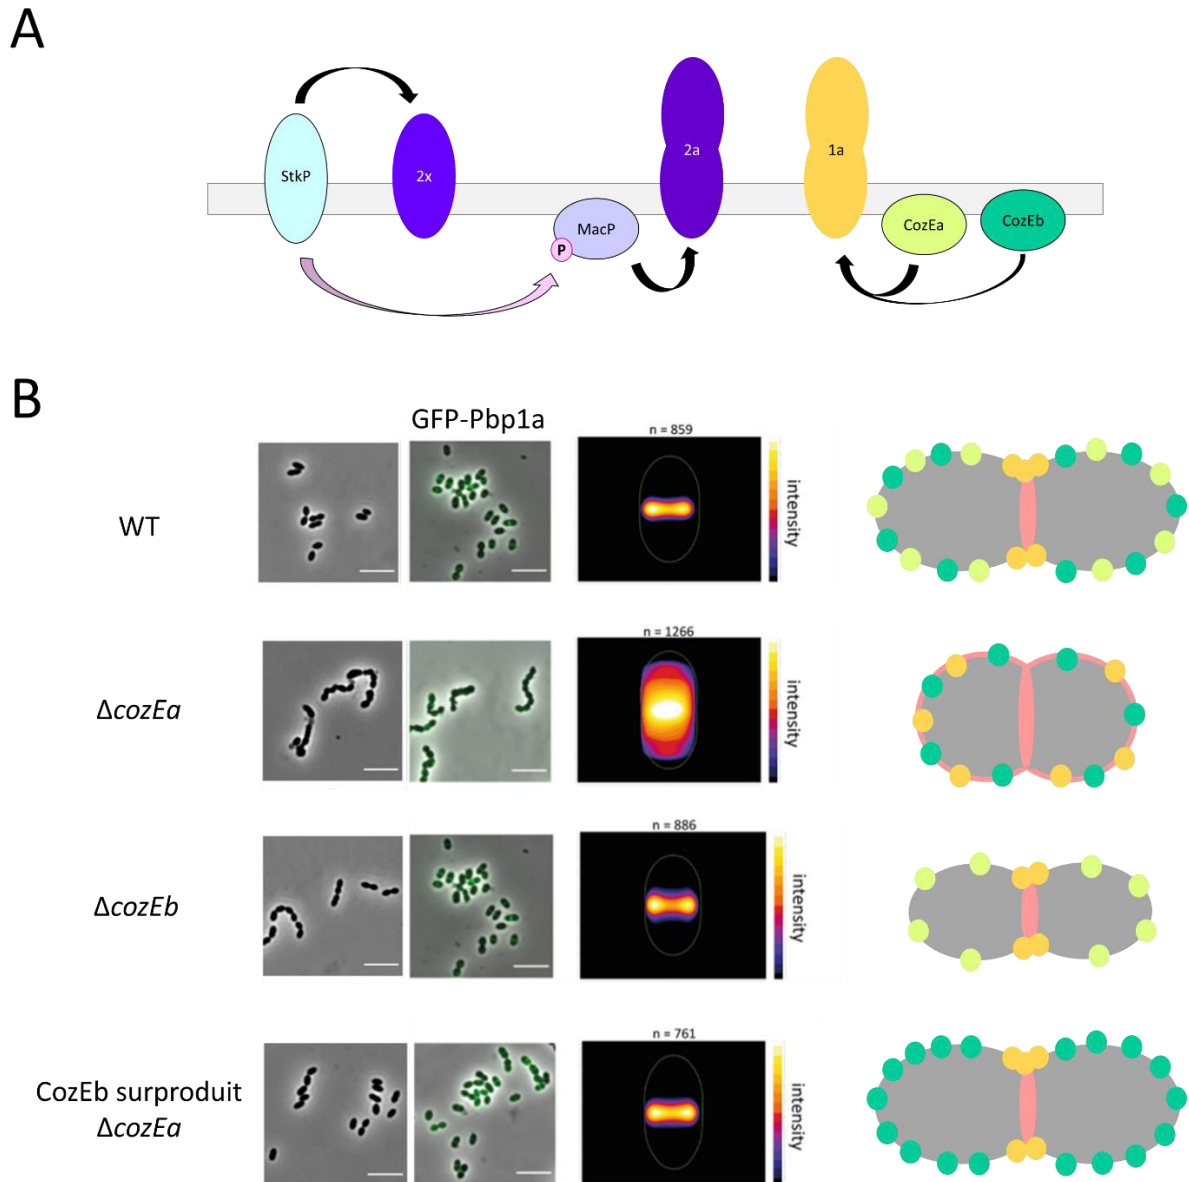 A
StkP
2x
MacP
P
2a
1a
CozEa
CozEb
B
GFP-Pbp1a
WT
n = 859
intensity
ΔcozEa
n = 1266
intensity
ΔcozEb
n = 886
intensity
CozEb surproduit
ΔcozEa
n = 761
intensity